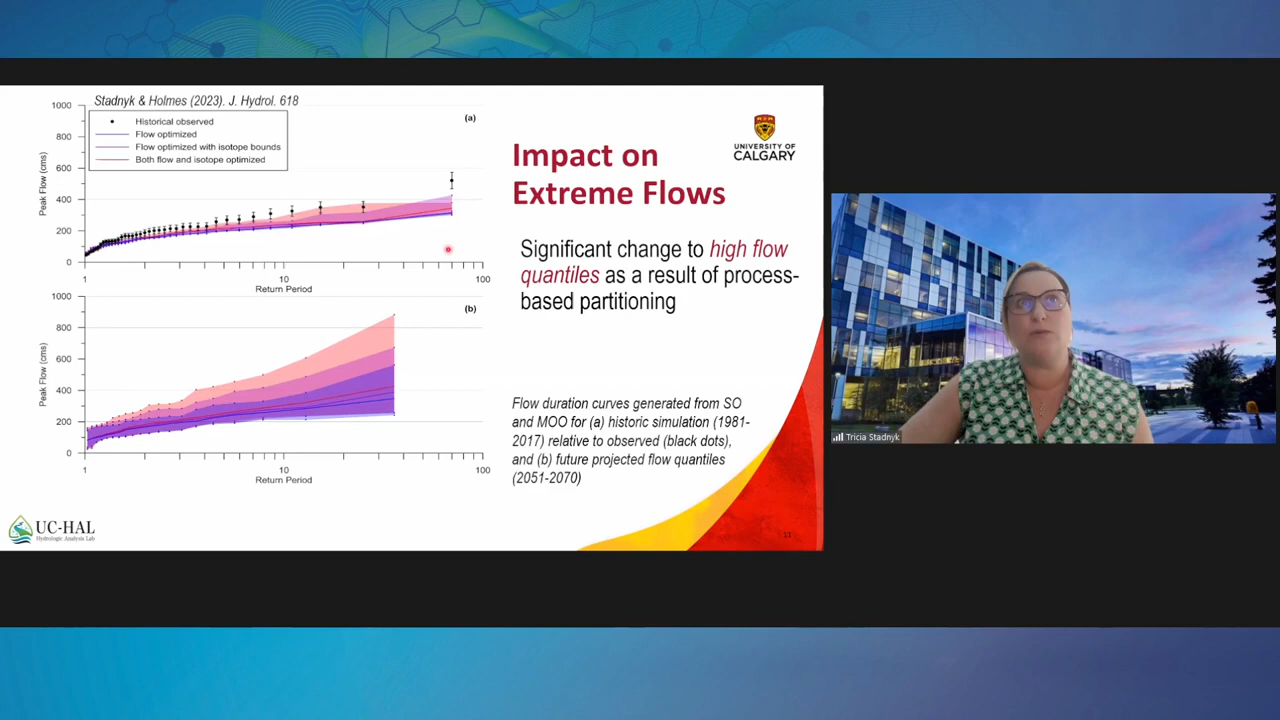 Stadnyk & Holmes (2023). J. Hydrol. 618
(a)
Historical observed
Flow optimized
Flow optimized with isotope bounds
Both flow and isotope optimized
1000
800
600
400
200
0
Peak Flow (cms)
1
10
100
Return Period
(b)
1000
800
600
400
200
0
Peak Flow (cms)
1
10
100
Return Period
UNIVERSITY OF
CALGARY
Impact on
Extreme Flows
Significant change to high flow
quantiles as a result of process-
based partitioning
Flow duration curves generated from SO
and MOO for (a) historic simulation (1981-
2017) relative to observed (black dots),
and (b) future projected flow quantiles
(2051-2070)
11
UC-HAL
Hydrologic Analysis Lab
Tricia Stadnyk